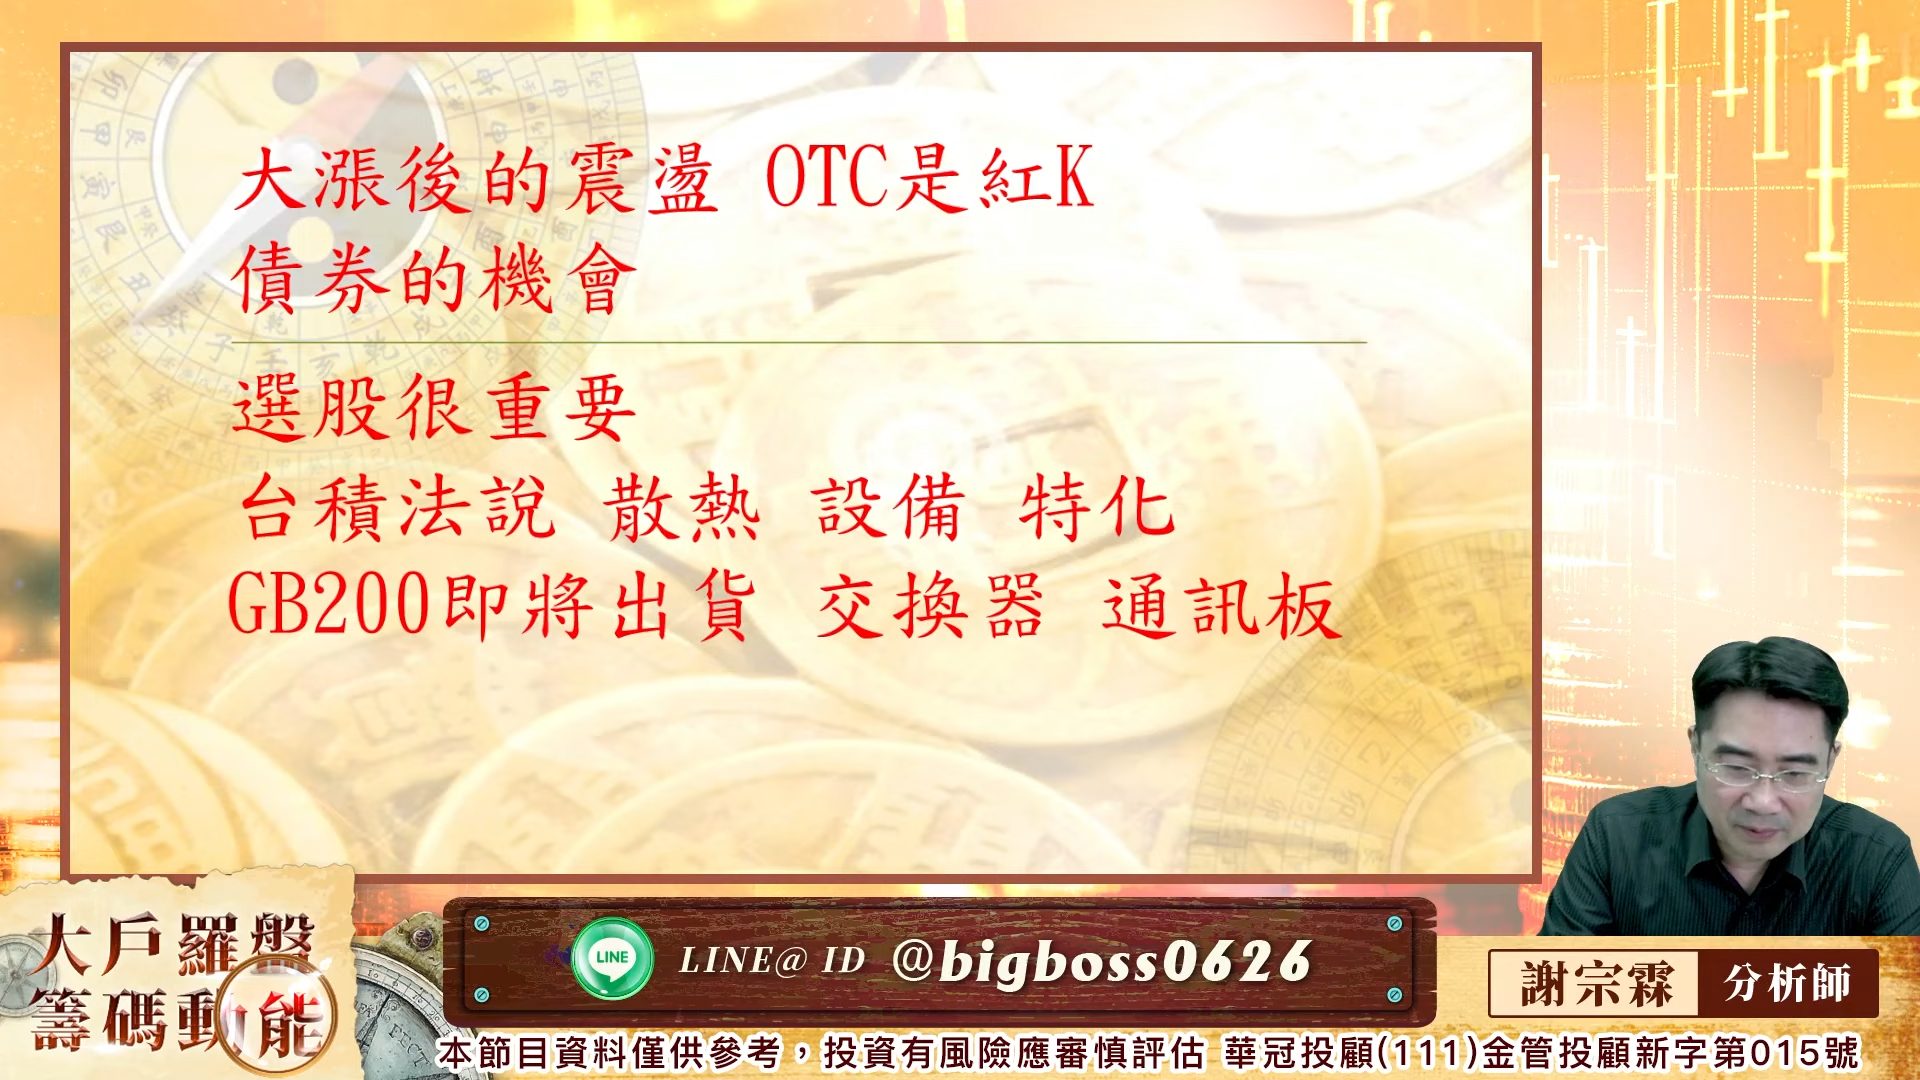 大漲後的震盪 OTC是紅K
債券的機會
選股很重要
台積法說 散熱 設備 特化
GB200即將出貨 交換器 通訊板
大戶羅盤
籌碼動能
LINE LINE@ ID @bigboss0626
謝宗霖 分析師
本節目資料僅供參考，投資有風險應審慎評估 華冠投顧(111)金管投顧新字第015號